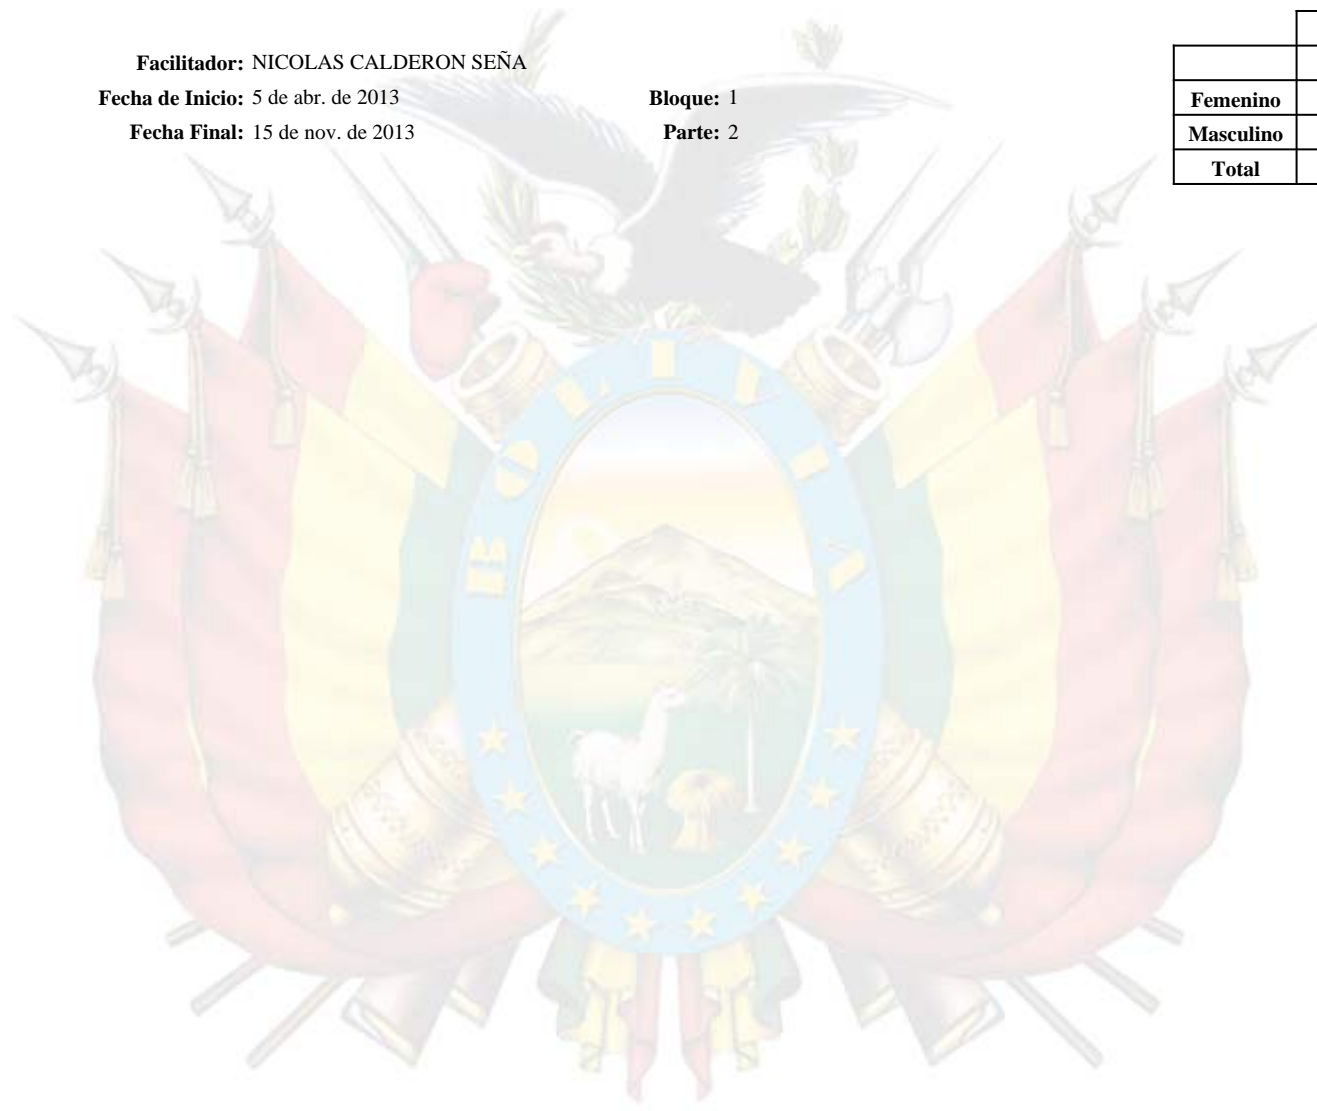 Facilitador: NICOLAS CALDERON SEÑA
Fecha de Inicio: 5 de abr. de 2013 Bloque: 1
Fecha Final: 15 de nov. de 2013 Parte: 2
Femenino
Masculino
Total
BOLIVIA